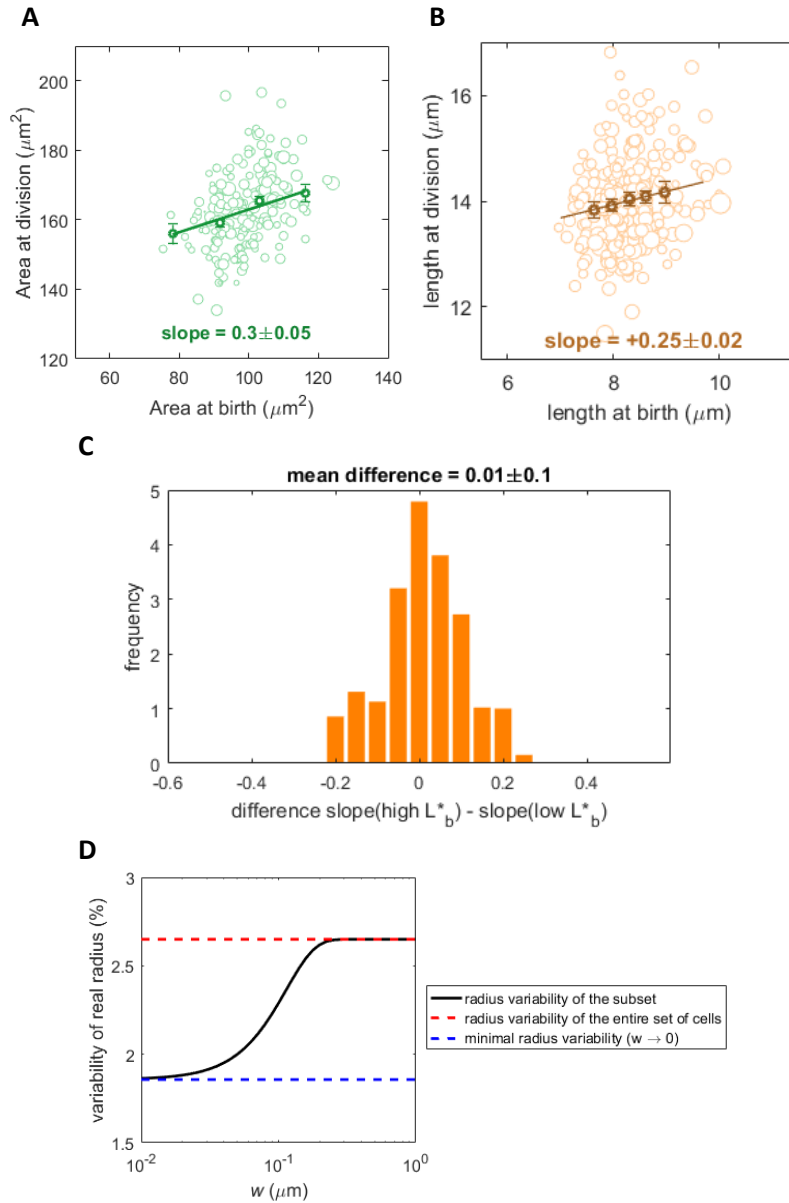 A
Area at division (μm²)
200
180
160
140
120
60
80
100
120
140
Area at birth (μm²)
slope = 0.3±0.05
B
length at division (μm)
16
14
12
6
8
10
length at birth (μm)
slope = +0.25±0.02
C
mean difference = 0.01±0.1
frequency
5
4
3
2
1
0
-0.6
-0.4
-0.2
0
0.2
0.4
difference slope(high L*_b) - slope(low L*_b)
D
variability of real radius (%)
3
2.5
2
1.5
10⁻²
10⁻¹
10⁰
w (μm)
radius variability of the subset
radius variability of the entire set of cells
minimal radius variability (w → 0)